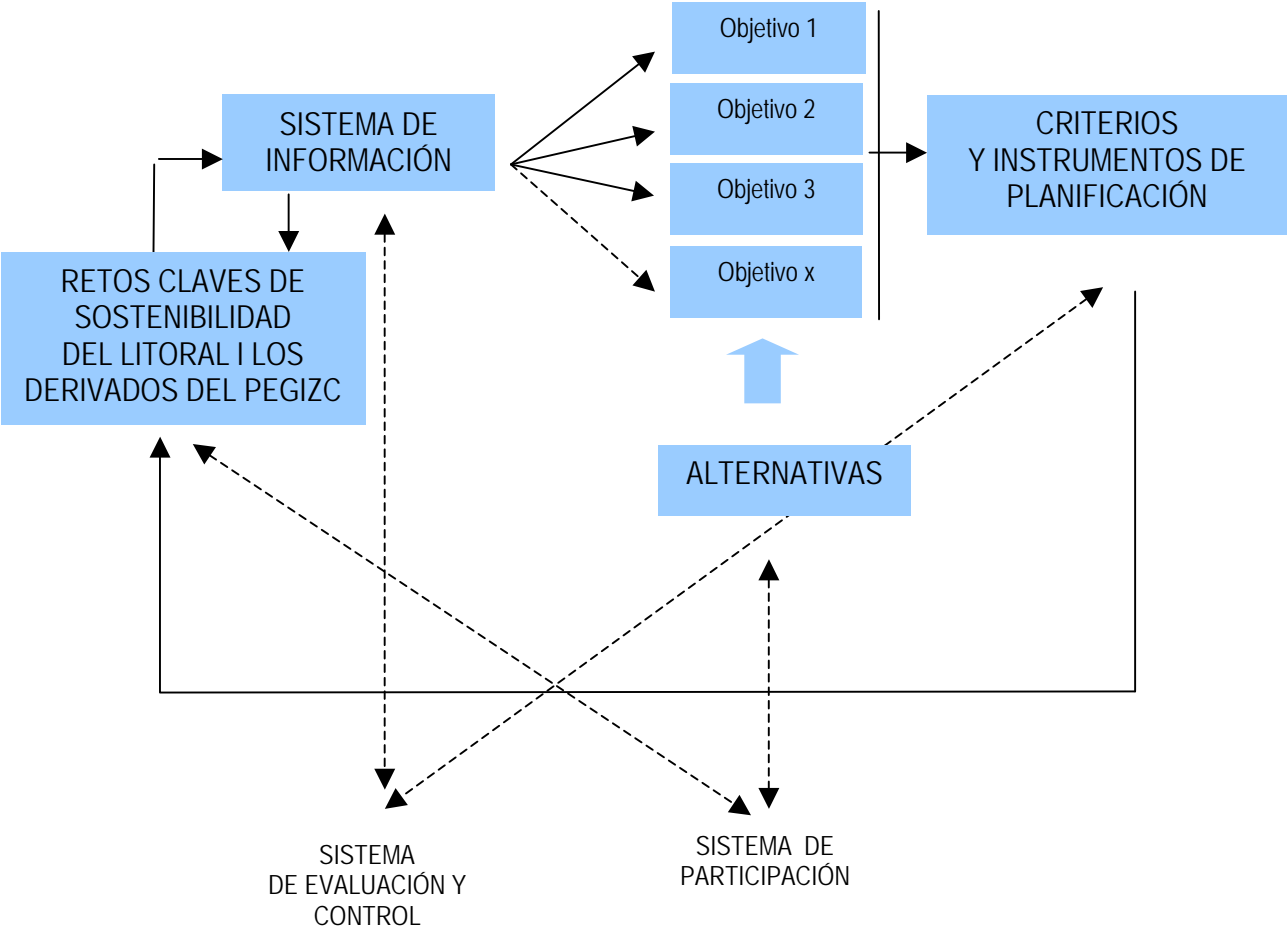 Objetivo 1
Objetivo 2
Objetivo 3
Objetivo x
SISTEMA DE
INFORMACIÓN
CRITERIOS
Y INSTRUMENTOS DE
PLANIFICACIÓN
RETOS CLAVES DE
SOSTENIBILIDAD
DEL LITORAL I LOS
DERIVADOS DEL PEGIZC
ALTERNATIVAS
SISTEMA
DE EVALUACIÓN Y
CONTROL
SISTEMA DE
PARTICIPACIÓN